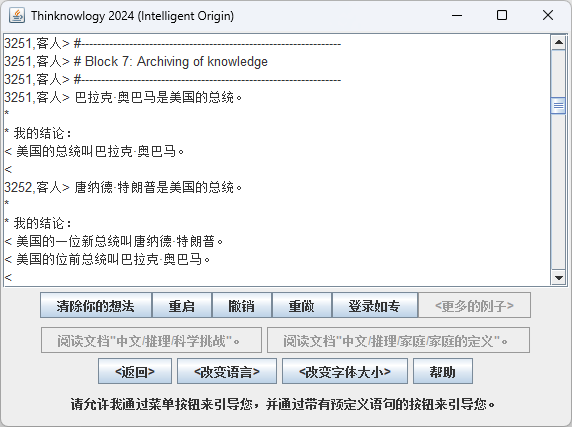 Thinknowlogy 2024 (Intelligent Origin)
3251,客人> #----------------------------------------------------------------
3251,客人> # Block 7: Archiving of knowledge
3251,客人> #----------------------------------------------------------------
3251,客人> 巴拉克·奥巴马是美国的总统。
*
* 我的结论：
< 美国的总统叫巴拉克·奥巴马。
<
3252,客人> 唐纳德·特朗普是美国的总统。
*
* 我的结论：
< 美国的一位新总统叫唐纳德·特朗普。
< 美国的位前总统叫巴拉克·奥巴马。
<
清除你的想法 重启 撤销 重做 登录如专 <更多的例子>
阅读文档"中文/推理/科学挑战"。 阅读文档"中文/推理/家庭/家庭的定义"。
<返回> <改变语言> <改变字体大小> 帮助
请允许我通过菜单按钮来引导您，并通过带有预定义语句的按钮来引导您。